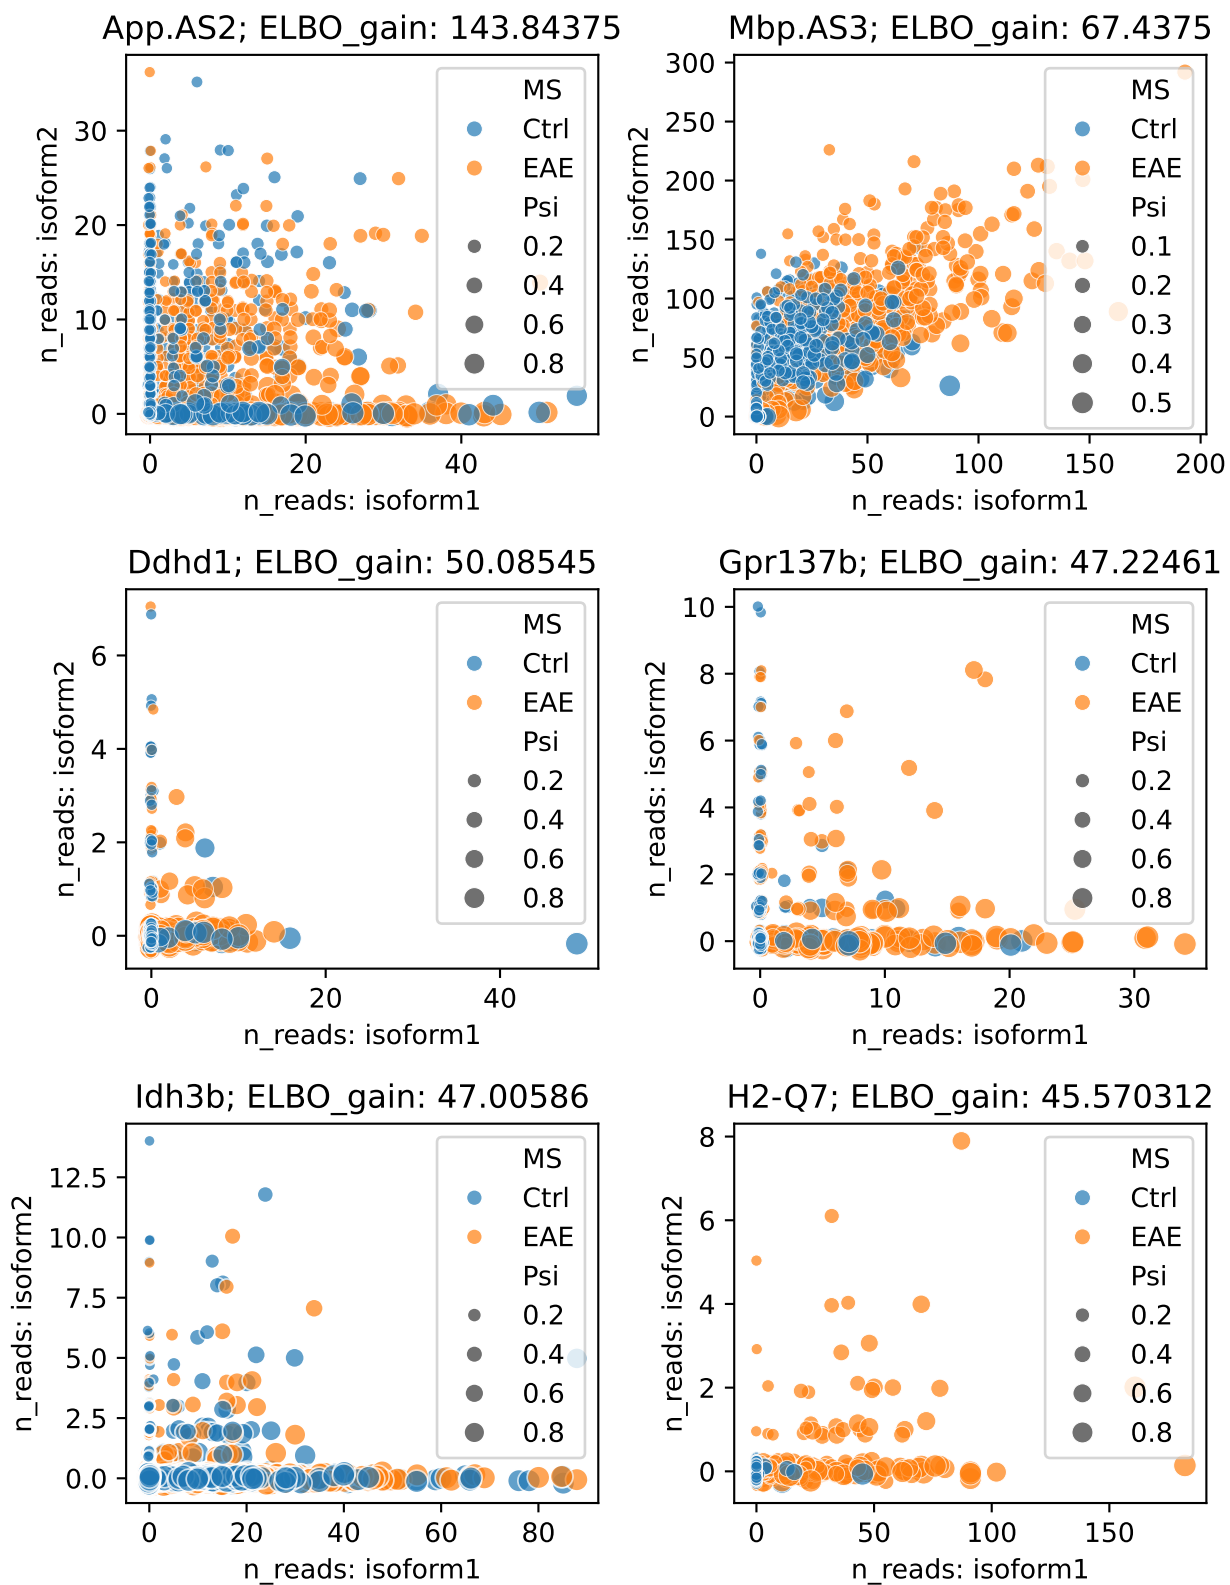 App.AS2; ELBO_gain: 143.84375
n_reads: isoform2
30
20
10
0
0
20
40
n_reads: isoform1
MS
Ctrl
EAE
Psi
0.2
0.4
0.6
0.8
Mbp.AS3; ELBO_gain: 67.4375
n_reads: isoform2
300
250
200
150
100
50
0
0
50
100
150
200
n_reads: isoform1
MS
Ctrl
EAE
Psi
0.1
0.2
0.3
0.4
0.5
Ddhd1; ELBO_gain: 50.08545
n_reads: isoform2
6
4
2
0
0
20
40
n_reads: isoform1
MS
Ctrl
EAE
Psi
0.2
0.4
0.6
0.8
Gpr137b; ELBO_gain: 47.22461
n_reads: isoform2
10
8
6
4
2
0
0
10
20
30
n_reads: isoform1
MS
Ctrl
EAE
Psi
0.2
0.4
0.6
0.8
Idh3b; ELBO_gain: 47.00586
n_reads: isoform2
12.5
10.0
7.5
5.0
2.5
0.0
0
20
40
60
80
n_reads: isoform1
MS
Ctrl
EAE
Psi
0.2
0.4
0.6
0.8
H2-Q7; ELBO_gain: 45.570312
n_reads: isoform2
8
6
4
2
0
0
50
100
150
n_reads: isoform1
MS
Ctrl
EAE
Psi
0.2
0.4
0.6
0.8